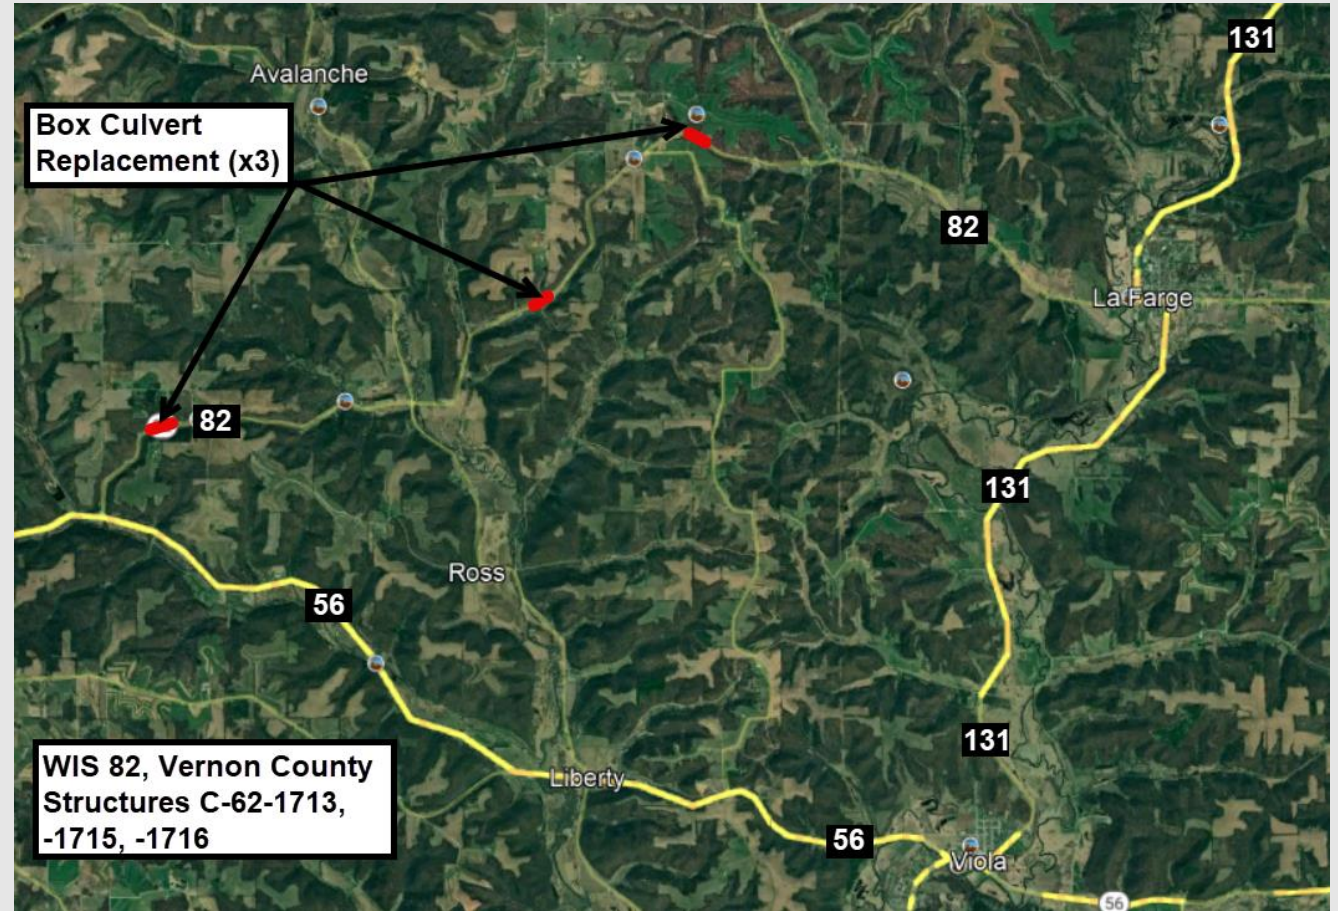 131
Avalanche
Box Culvert
Replacement (x3)
82
La Farge
82
131
Ross
56
131
WIS 82, Vernon County
Structures C-62-1713,
-1715, -1716
Liberty
56
Viola
56